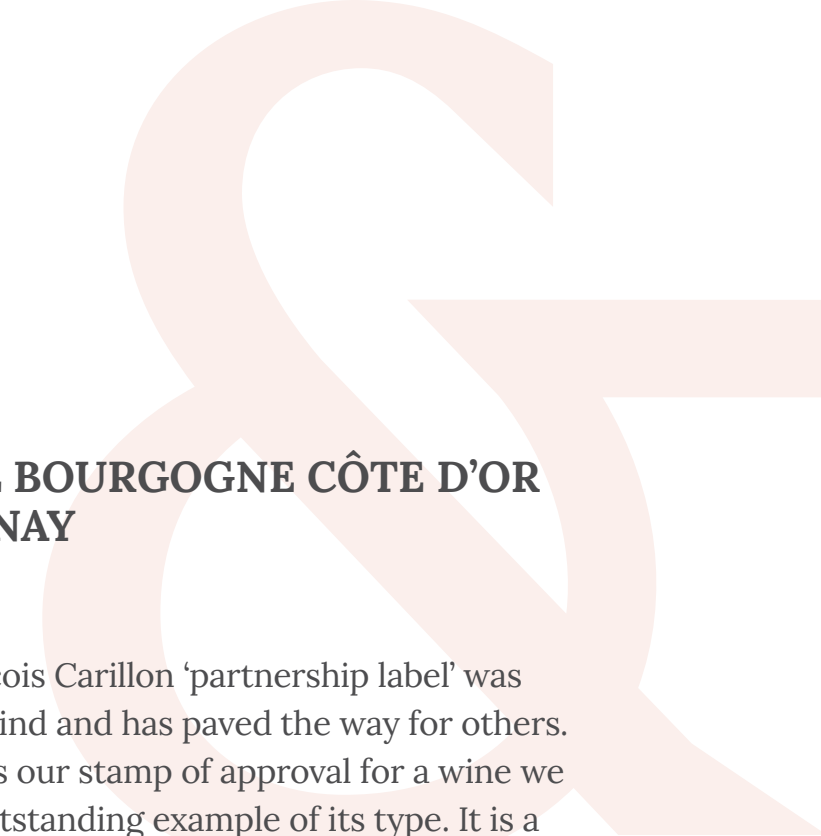 BOURGOGNE CÔTE D’OR
NAY
ois Carillon ‘partnership label’ was
ind and has paved the way for others.
s our stamp of approval for a wine we
tstanding example of its type. It is a